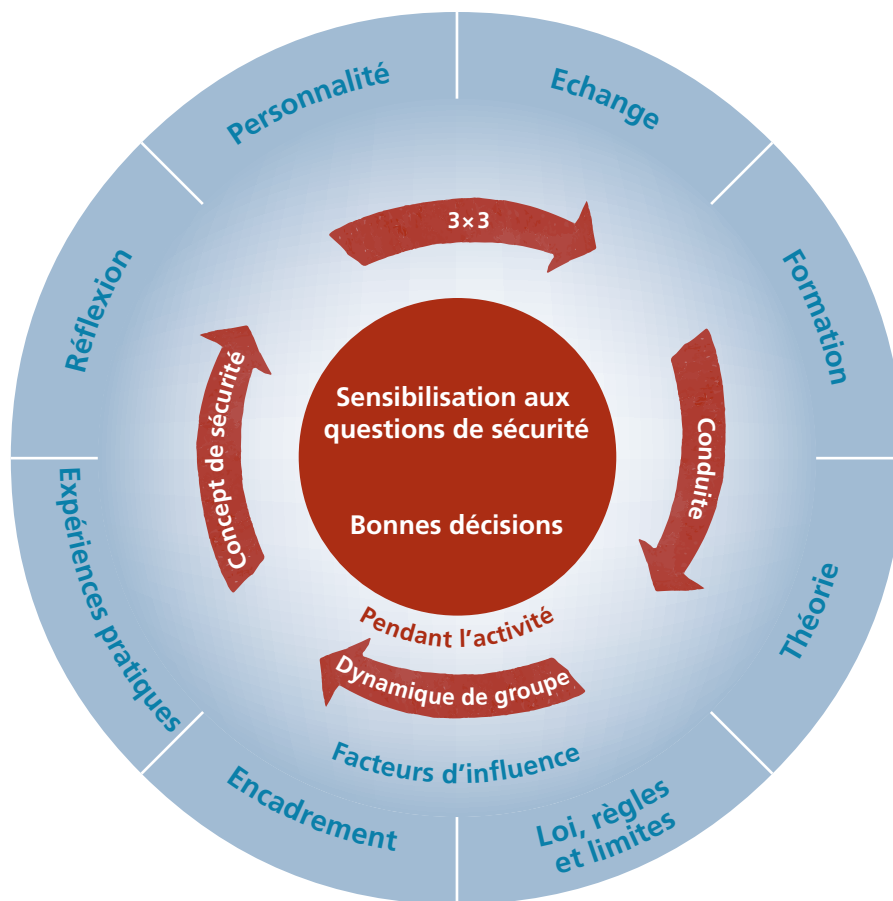 Personnalité
Echange
Formation
Théorie
Loi, règles
et limites
Encadrement
Expériences pratiques
Réflexion
3×3
Conduite
Dynamique de groupe
Concept de sécurité
Sensibilisation aux
questions de sécurité
Bonnes décisions
Pendant l’activité
Facteurs d’influence